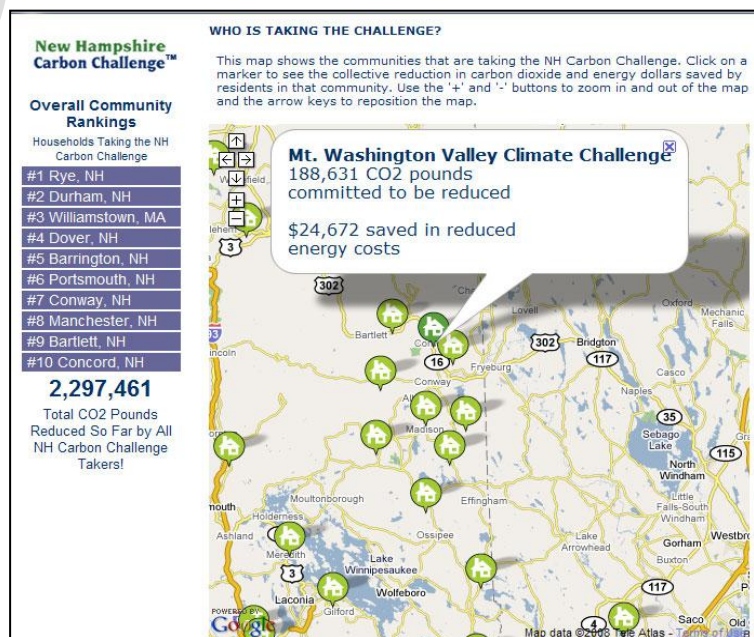 New Hampshire
Carbon Challenge™
Overall Community
Rankings
Households Taking the NH
Carbon Challenge
#1 Rye, NH
#2 Durham, NH
#3 Williamstown, MA
#4 Dover, NH
#5 Barrington, NH
#6 Portsmouth, NH
#7 Conway, NH
#8 Manchester, NH
#9 Bartlett, NH
#10 Concord, NH
2,297,461
Total CO2 Pounds
Reduced So Far by All
NH Carbon Challenge
Takers!
WHO IS TAKING THE CHALLENGE?
This map shows the communities that are taking the NH Carbon Challenge. Click on a
marker to see the collective reduction in carbon dioxide and energy dollars saved by
residents in that community. Use the '+' and '-' buttons to zoom in and out of the map
and the arrow keys to reposition the map.
Mt. Washington Valley Climate Challenge
188,631 CO2 pounds
committed to be reduced
$24,672 saved in reduced
energy costs
3
302
Lovell
Oxford
Mechanic
Falls
Bartlett
302
Bridgton
93
16
117
Fryeburg
Casco
Conway
Naples
35
Madison
Sebago
Lake
115
North
Windham
Moultonborough
Effingham
Little
Falls-South
Windham
Holderness
Ashland
Ossipee
Lake
Arrowhead
Gorham
Westbro
Meredith
Buxton
3
Lake
Winnipesaukee
117
Laconia
Wolfeboro
Gilford
4
Saco
Old
POWERED BY
Google
Map data ©2008 Tele Atlas - Terms of Use